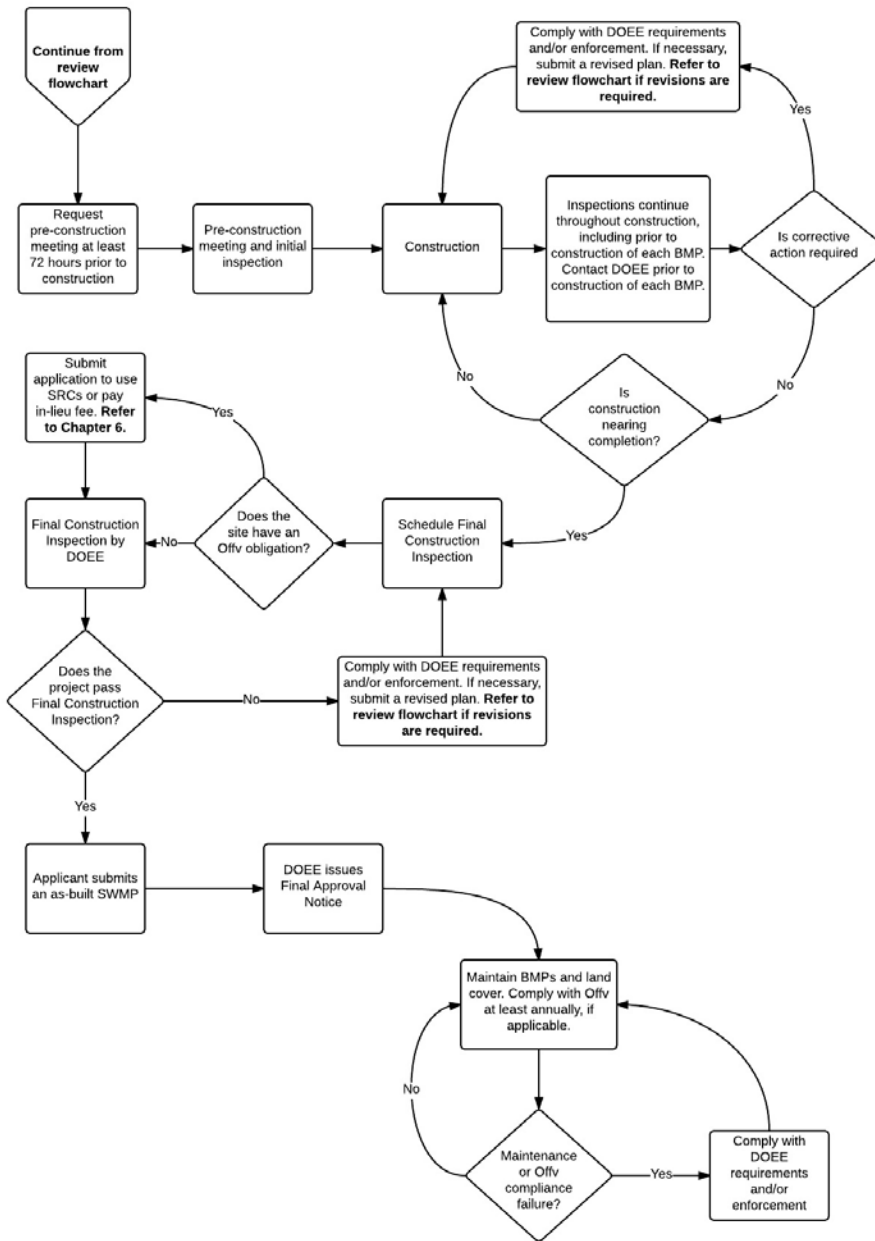 Continue from
review
flowchart
Comply with DOEE requirements
and/or enforcement. If necessary,
submit a revised plan. Refer to
review flowchart if revisions are
required.
Yes
Request
pre-construction
meeting at least
72 hours prior to
construction
Pre-construction
meeting and initial
inspection
Construction
Inspections continue
throughout construction,
including prior to
construction of each BMP.
Contact DOEE prior to
construction of each BMP.
Is corrective
action required
No
Is
construction
nearing
completion?
No
Yes
Submit
application to use
SRCs or pay
in-lieu fee. Refer
to Chapter 6.
Yes
Final Construction
Inspection by
DOEE
No
Does the
site have an
Offv obligation?
Schedule Final
Construction
Inspection
Does the
project pass
Final Construction
Inspection?
No
Comply with DOEE requirements
and/or enforcement. If necessary,
submit a revised plan. Refer to
review flowchart if revisions
are required.
Yes
Applicant submits
an as-built SWMP
DOEE issues
Final Approval
Notice
Maintain BMPs and land
cover. Comply with Offv
at least annually, if
applicable.
No
Maintenance
or Offv
compliance
failure?
Yes
Comply with
DOEE
requirements
and/or
enforcement